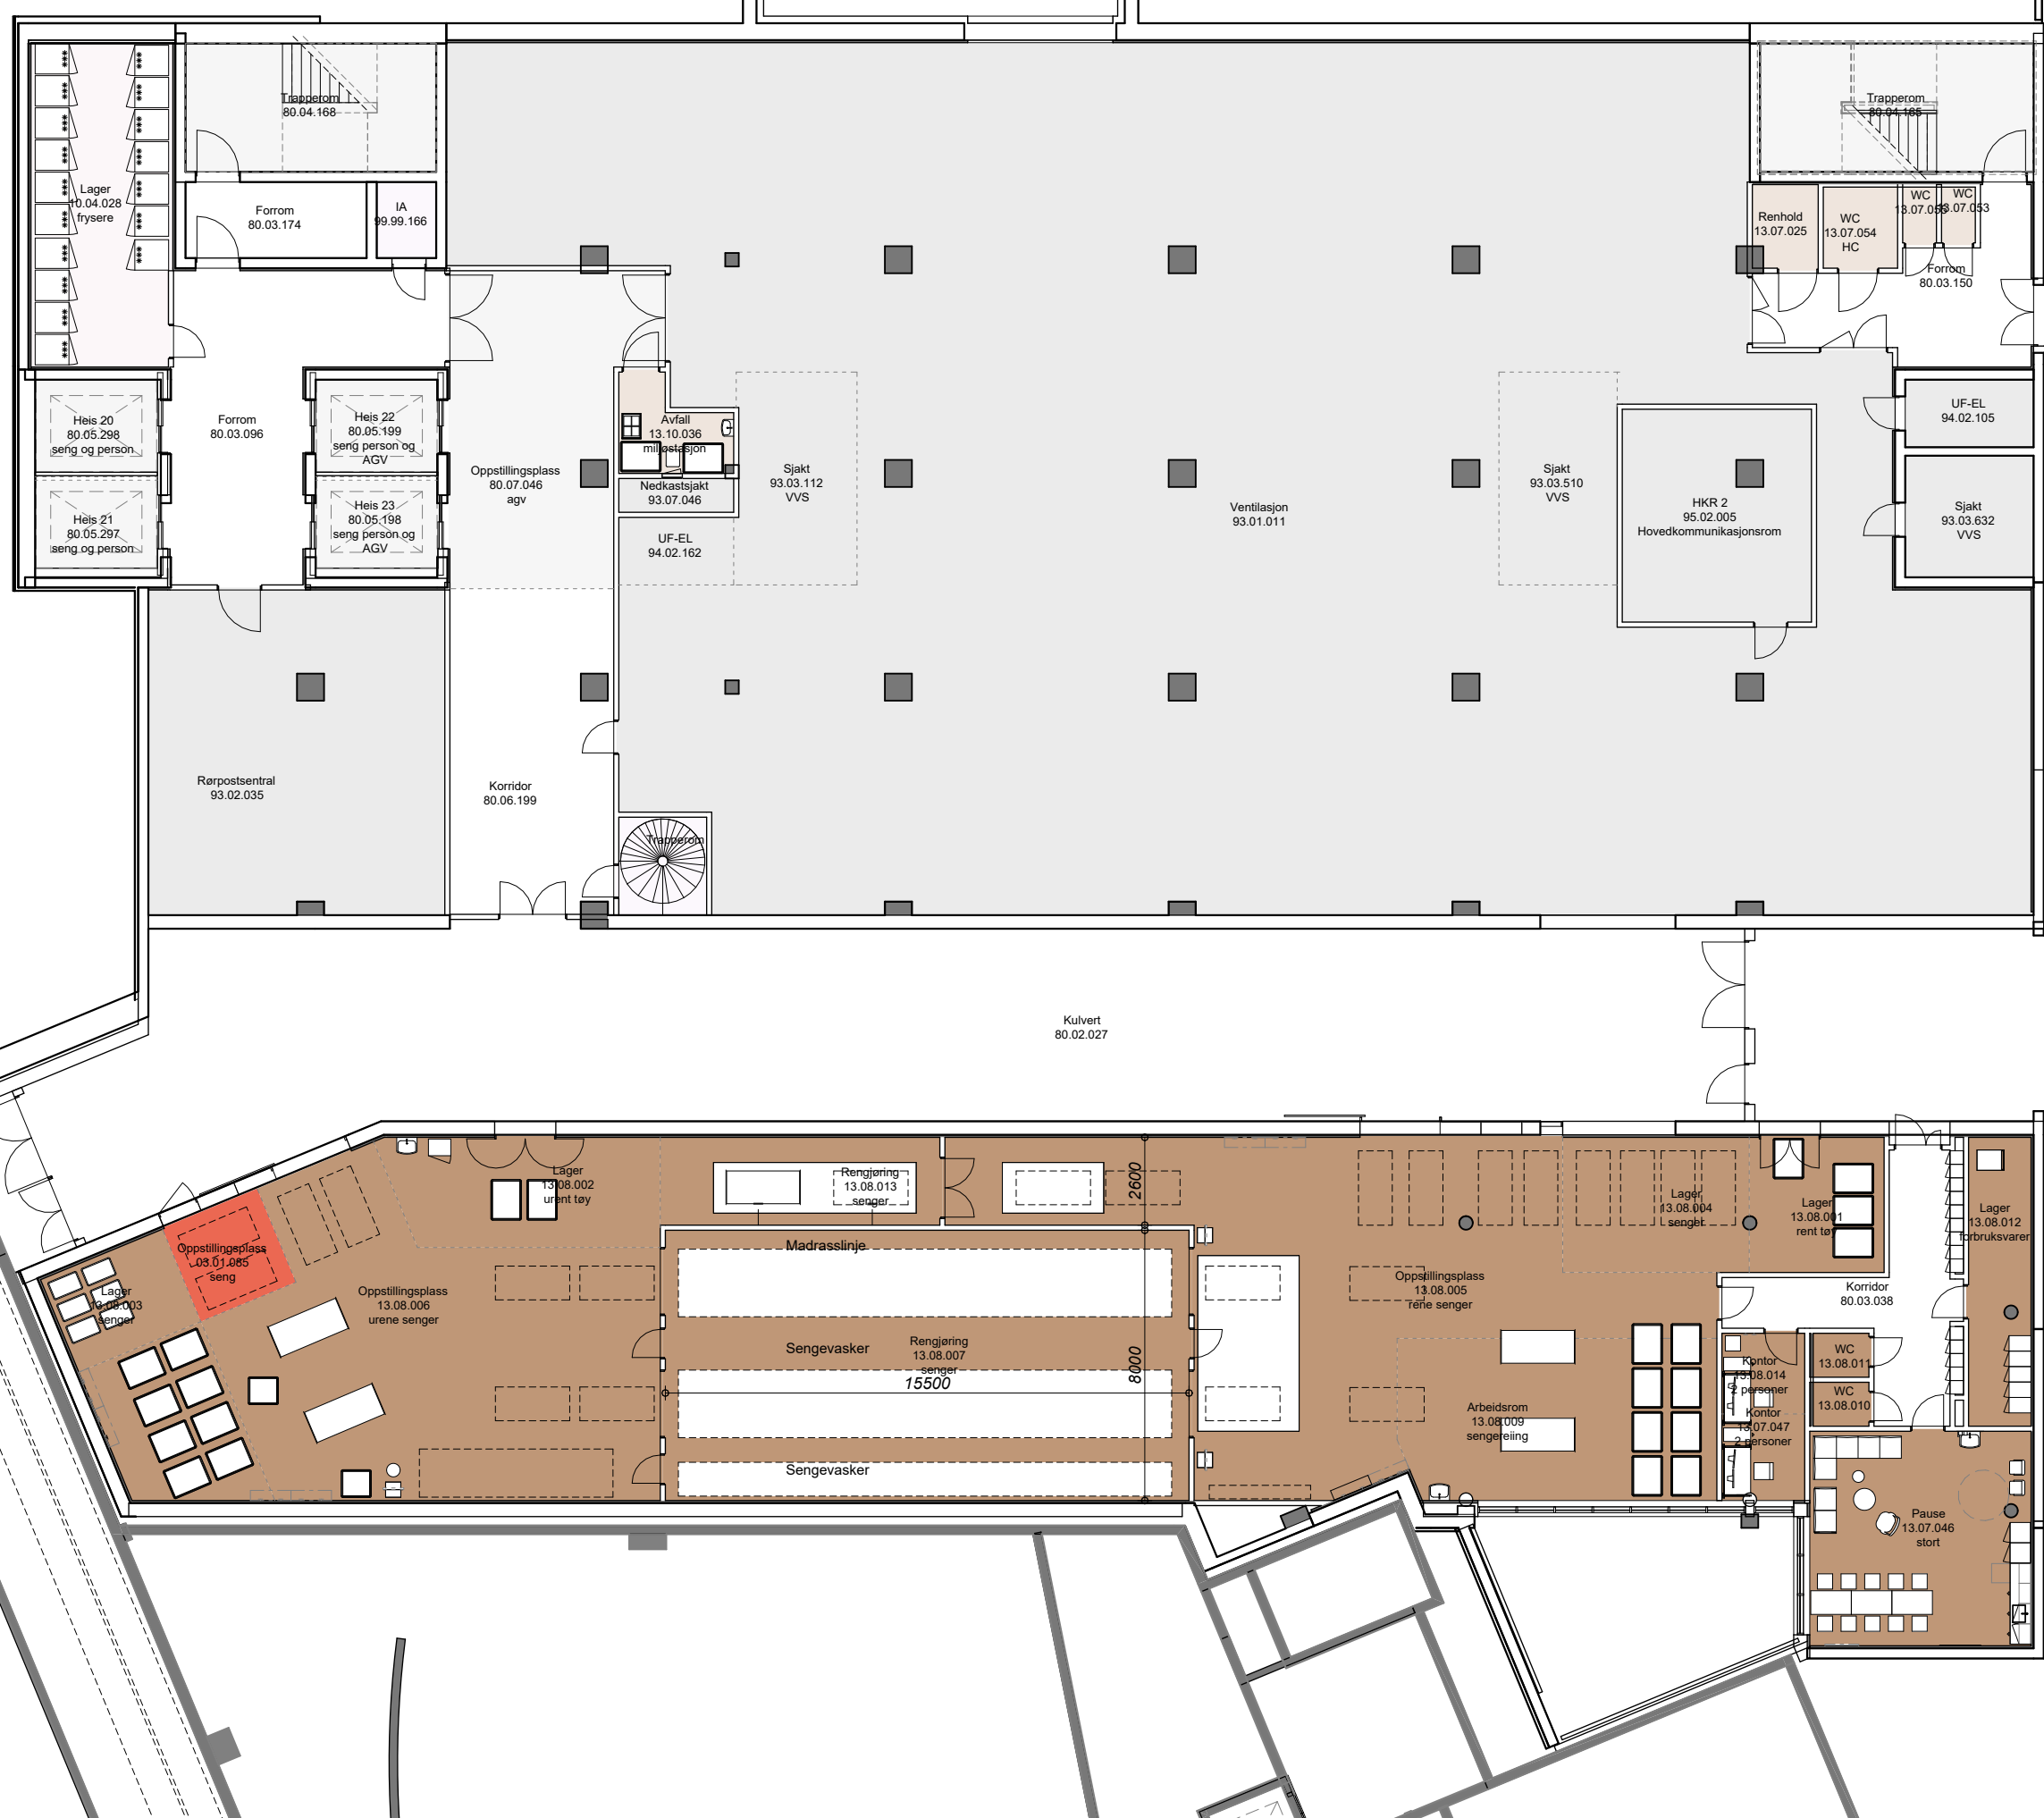 Trapperom
80.04.168
Trapperom
80.04.165
Lager
10.04.028
frysere
Forrom
80.03.174
IA
99.99.166
Renhold
13.07.025
WC
13.07.054
HC
WC
WC
13.07.053
Forrom
80.03.150
Heis 20
80.05.298
seng og person
Forrom
80.03.096
Heis 22
80.05.199
seng person og
AGV
Heis 21
80.05.297
seng og person
Heis 23
80.05.198
seng person og
AGV
Oppstillingsplass
80.07.046
agv
Avfall
13.10.036
miljøstasjon
Nedkastsjakt
93.07.046
UF-EL
94.02.162
Sjakt
93.03.112
VVS
Ventilasjon
93.01.011
Sjakt
93.03.510
VVS
HKR 2
95.02.005
Hovedkommunikasjonsrom
UF-EL
94.02.105
Sjakt
93.03.632
VVS
Rørpostsentral
93.02.035
Korridor
80.06.199
Trapperom
Kulvert
80.02.027
Lager
13.08.002
urent tøy
Rengjøring
13.08.013
senger
2600
Lager
13.08.004
senger
Lager
13.08.001
rent tøy
Lager
13.08.012
forbruksvarer
Oppstillingsplass
03.01.085
seng
Lager
13.08.003
senger
Oppstillingsplass
13.08.006
urene senger
Madrasslinje
Sengevasker
Rengjøring
13.08.007
senger
15500
8000
Sengevasker
Oppstillingsplass
13.08.005
rene senger
Korridor
80.03.038
Arbeidsrom
13.08.009
sengereiing
Kontor
13.08.014
2 personer
Kontor
13.07.047
2 personer
WC
13.08.011
WC
13.08.010
Pause
13.07.046
stort